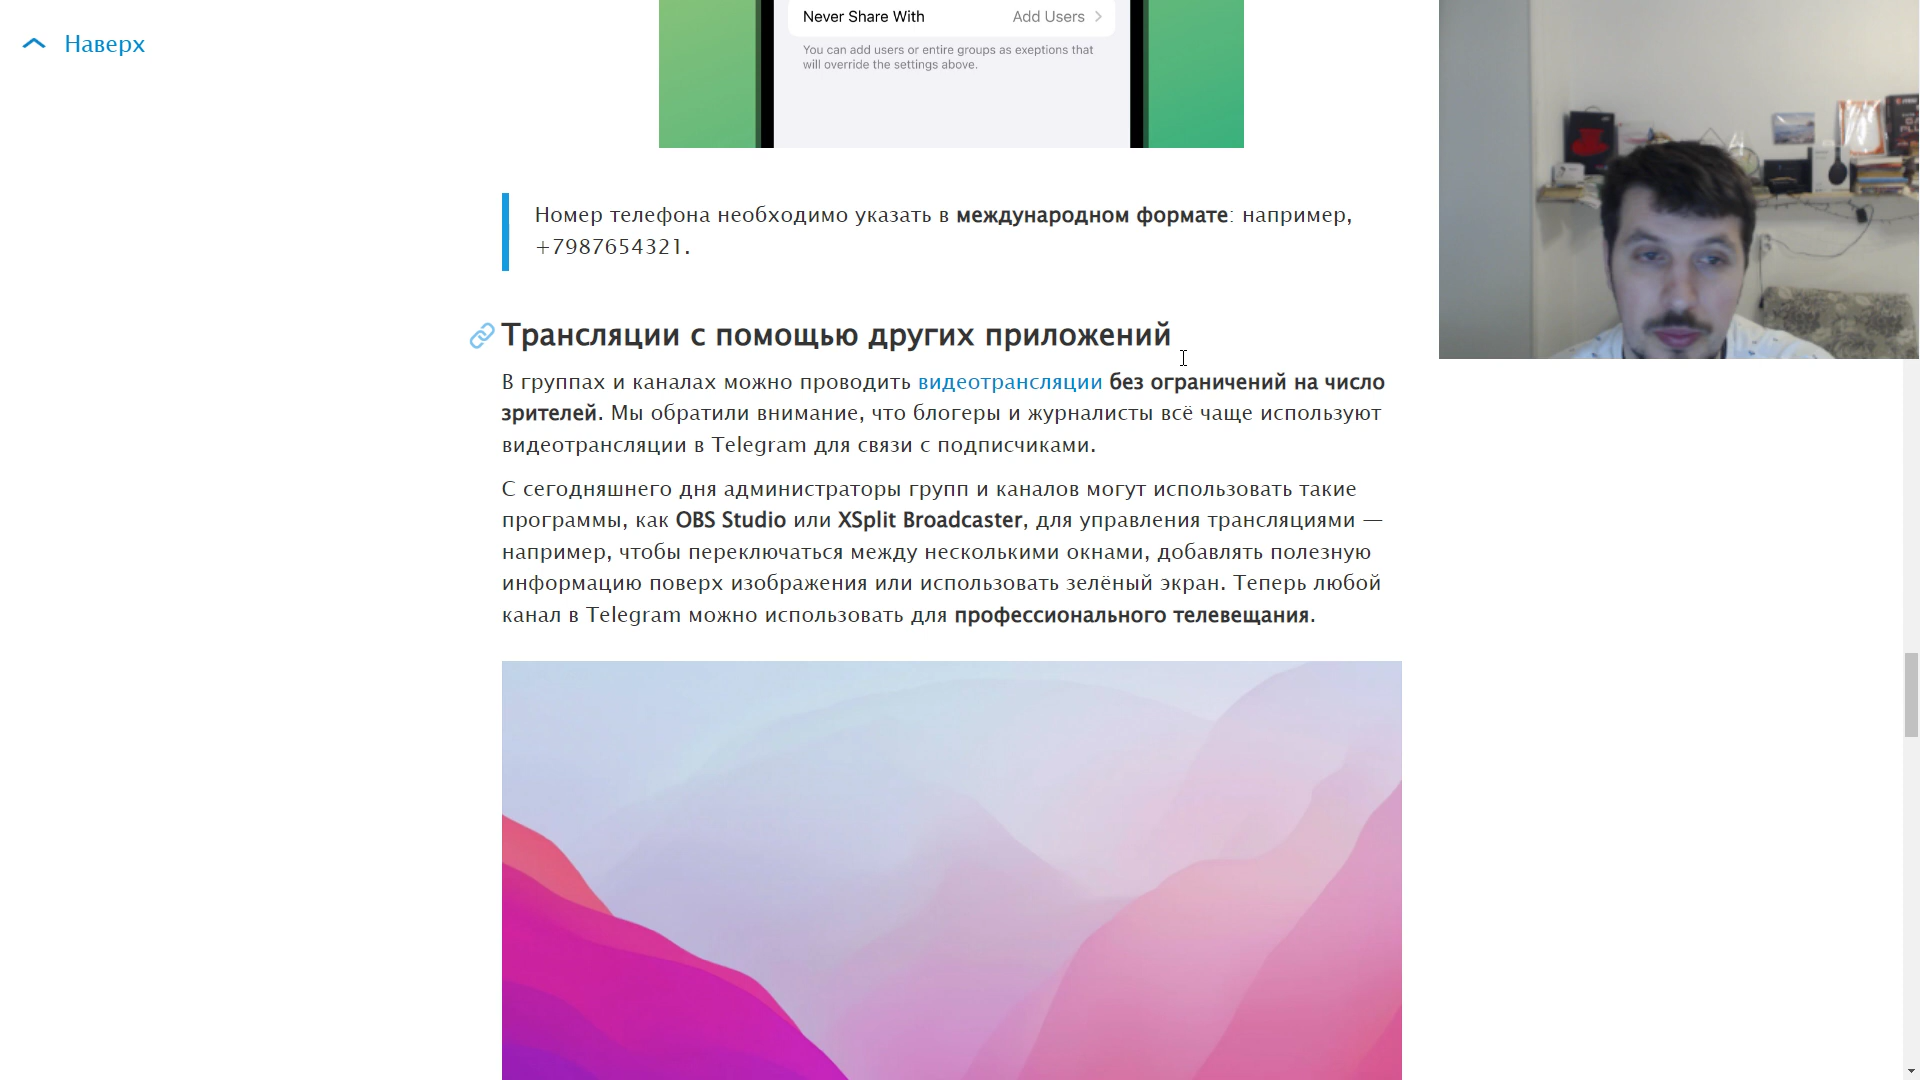 Наверх
Never Share With
Add Users
You can add users or entire groups as exeptions that
will override the settings above.
Номер телефона необходимо указать в международном формате: например,
+7987654321.
Трансляции с помощью других приложений
В группах и каналах можно проводить видеотрансляции без ограничений на число
зрителей. Мы обратили внимание, что блогеры и журналисты всё чаще используют
видеотрансляции в Telegram для связи с подписчиками.
С сегодняшнего дня администраторы групп и каналов могут использовать такие
программы, как OBS Studio или XSplit Broadcaster, для управления трансляциями —
например, чтобы переключаться между несколькими окнами, добавлять полезную
информацию поверх изображения или использовать зелёный экран. Теперь любой
канал в Telegram можно использовать для профессионального телевещания.